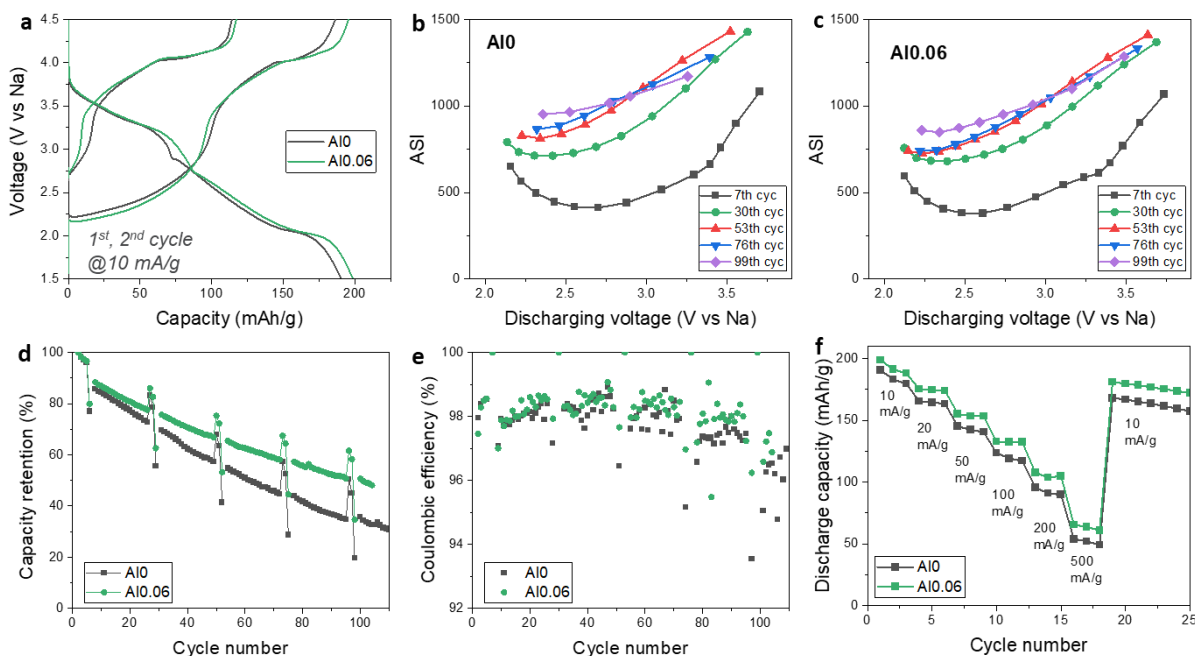 a
4.5
4.0
3.5
3.0
2.5
2.0
1.5
Voltage (V vs Na)
Al0
Al0.06
1st, 2nd cycle
@10 mA/g
0 50 100 150 200
Capacity (mAh/g)
b
1500
1000
500
0
ASI
Al0
7th cyc
30th cyc
53th cyc
76th cyc
99th cyc
2.0 2.5 3.0 3.5
Discharging voltage (V vs Na)
c
1500
1000
500
0
ASI
Al0.06
7th cyc
30th cyc
53th cyc
76th cyc
99th cyc
2.0 2.5 3.0 3.5
Discharging voltage (V vs Na)
d
100
80
60
40
20
0
Capacity retention (%)
Al0
Al0.06
0 20 40 60 80 100
Cycle number
e
100
98
96
94
92
Coulombic efficiency (%)
Al0
Al0.06
0 20 40 60 80 100
Cycle number
f
200
150
100
50
0
Discharge capacity (mAh/g)
10
mA/g
20
mA/g
50
mA/g
100
mA/g
200
mA/g
500
mA/g
10
mA/g
Al0
Al0.06
0 5 10 15 20 25
Cycle number